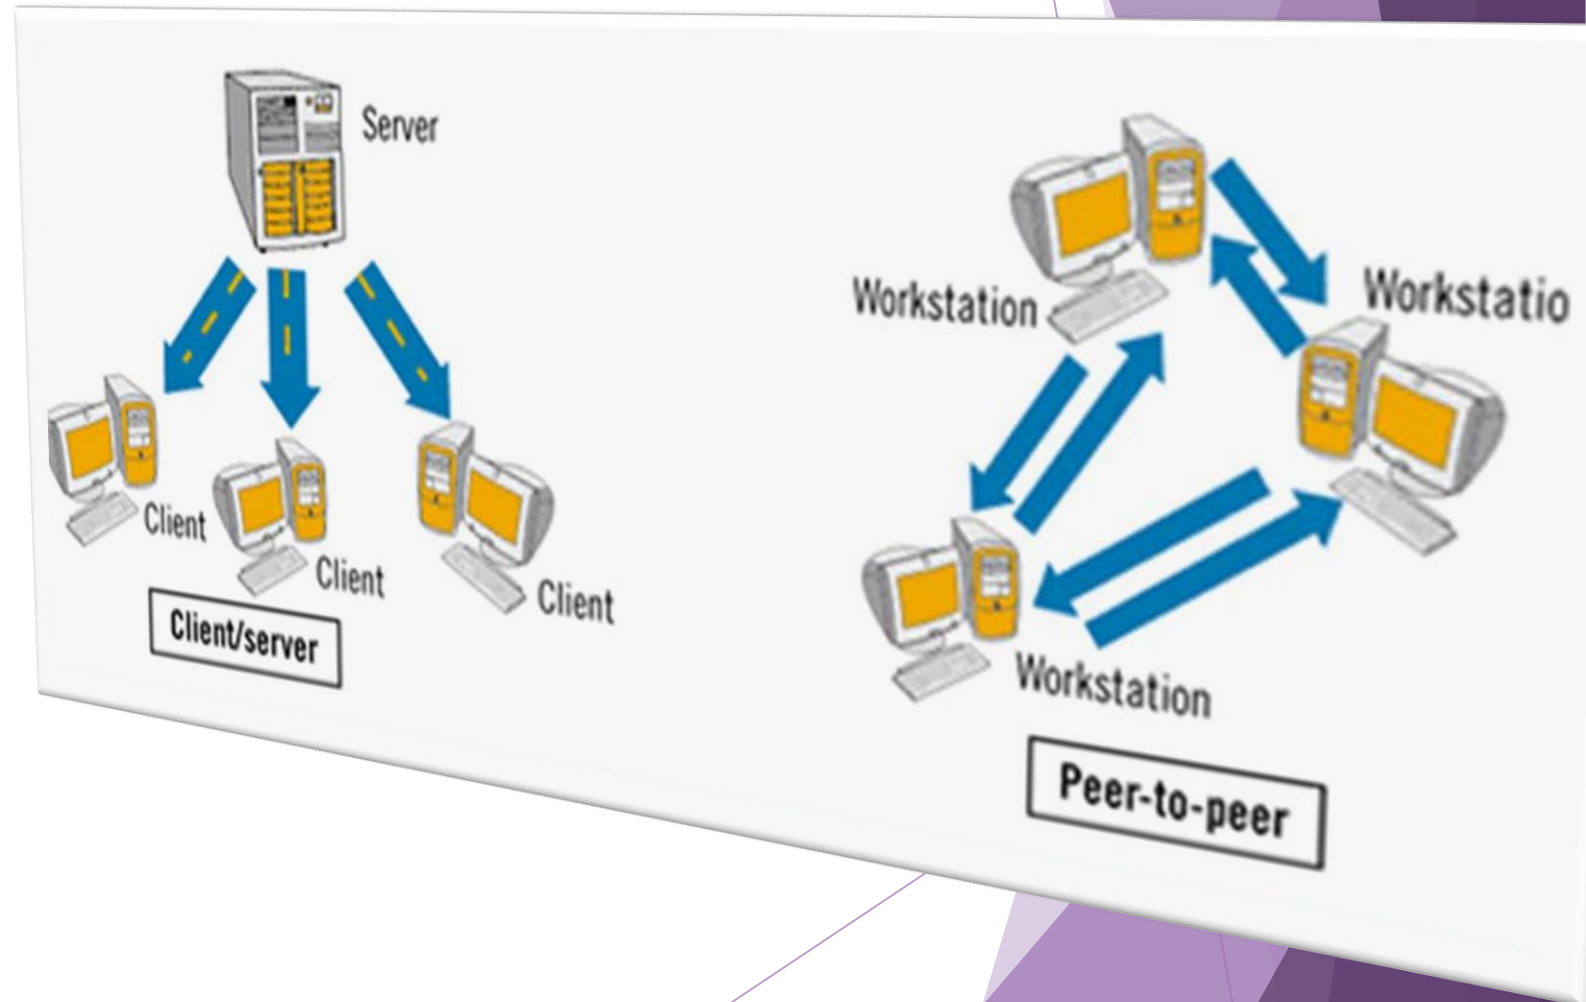 Server
Client
Client
Client
Client/server
Workstation
Workstatio
Workstation
Peer-to-peer